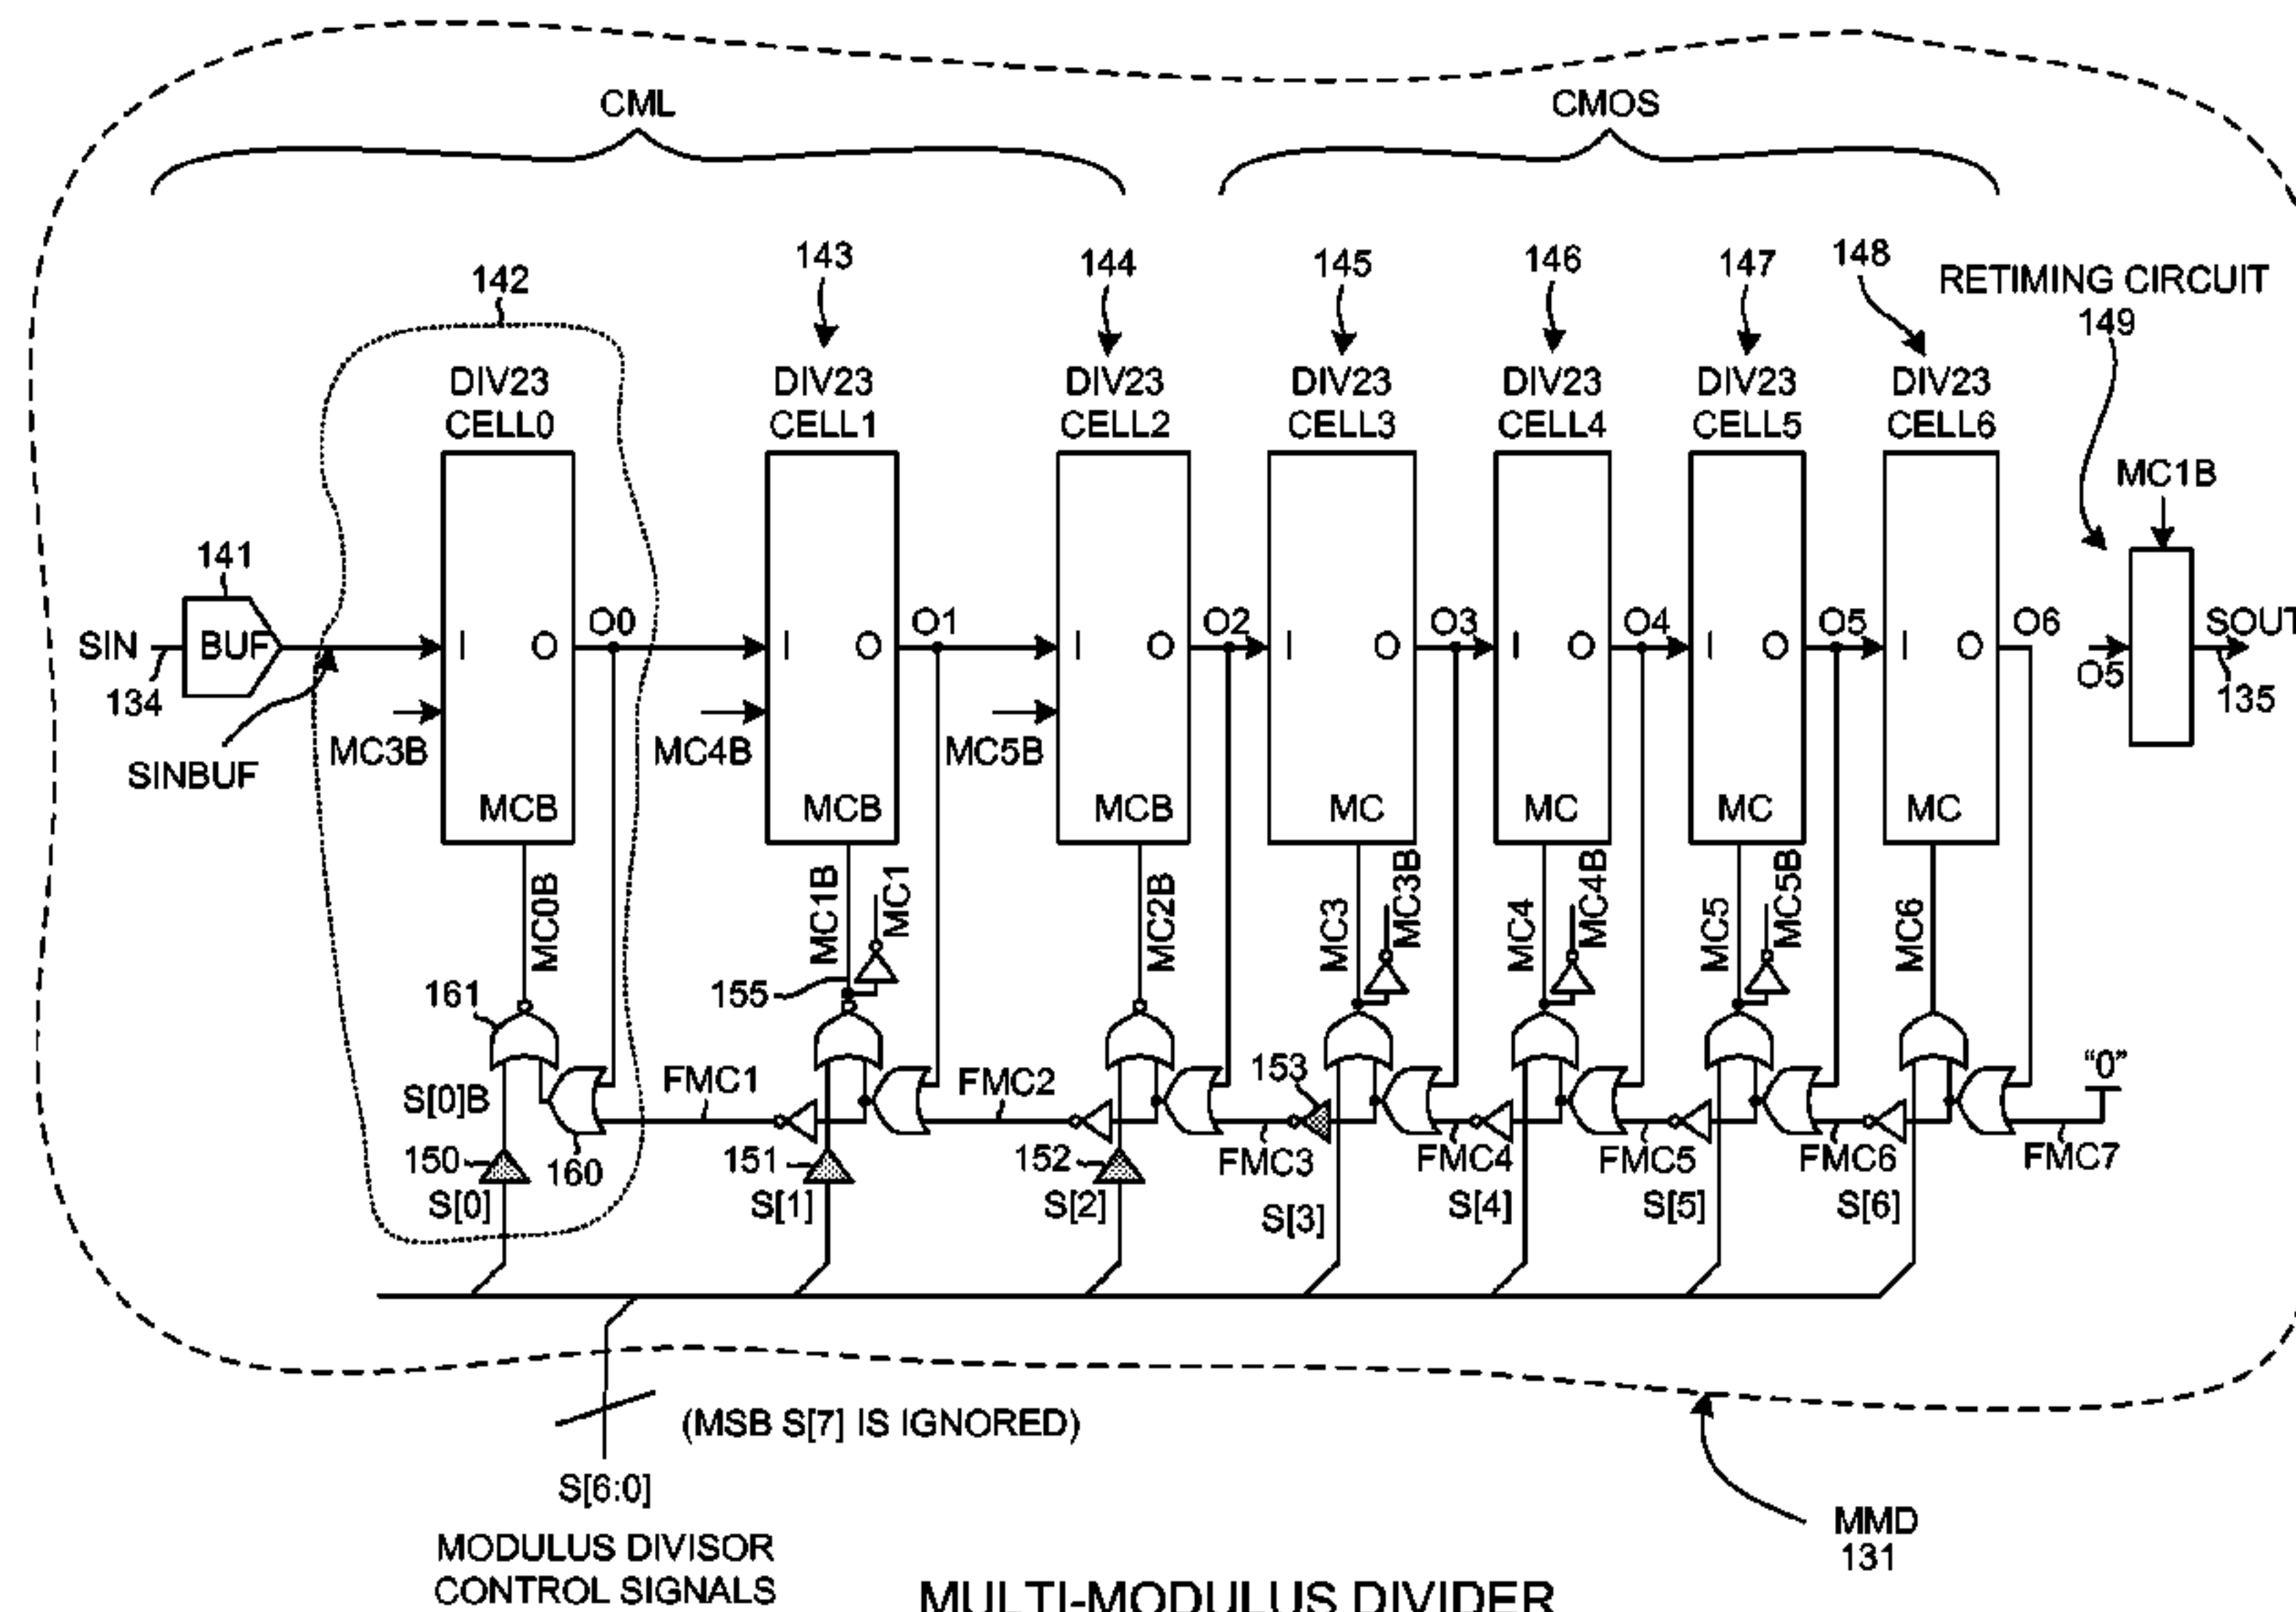 CML
CMOS
142
143
144
145
146
147
148
RETIMING CIRCUIT
149
DIV23
CELL0
DIV23
CELL1
DIV23
CELL2
DIV23
CELL3
DIV23
CELL4
DIV23
CELL5
DIV23
CELL6
MC1B
141
SIN
BUF
134
SINBUF
I
O
O0
I
O
O1
I
O
O2
I
O
O3
I
O
O4
I
O
O5
I
O
O6
O5
SOUT
135
MC3B
MC4B
MC5B
MCB
MCB
MCB
MC
MC
MC
MC
MC0B
MC1B
MC1
MC2B
MC3
MC3B
MC4
MC4B
MC5
MC5B
MC6
161
155
153
"0"
S[0]B
FMC1
FMC2
150
160
151
152
FMC3
FMC4
FMC5
FMC6
FMC7
S[0]
S[1]
S[2]
S[3]
S[4]
S[5]
S[6]
(MSB S[7] IS IGNORED)
S[6:0]
MODULUS DIVISOR
CONTROL SIGNALS
MMD
131
MULTI-MODULUS DIVIDER